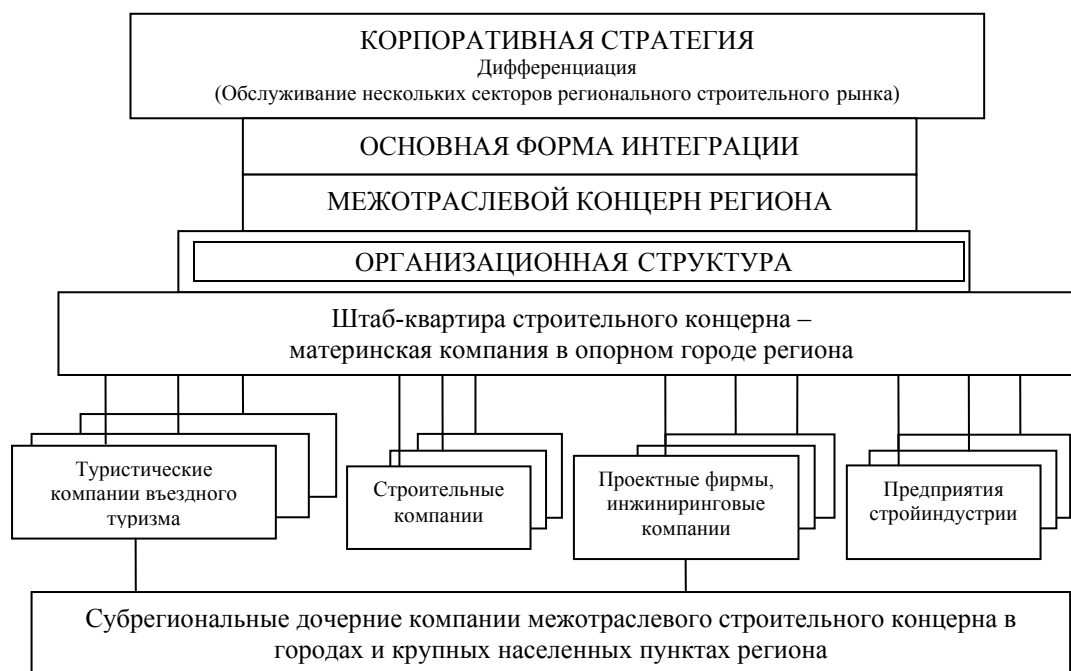 КОРПОРАТИВНАЯ СТРАТЕГИЯ
Дифференциация
(Обслуживание нескольких секторов регионального строительного рынка)
ОСНОВНАЯ ФОРМА ИНТЕГРАЦИИ
МЕЖОТРАСЛЕВОЙ КОНЦЕРН РЕГИОНА
ОРГАНИЗАЦИОННАЯ СТРУКТУРА
Штаб-квартира строительного концерна –
материнская компания в опорном городе региона
Туристические
компании въездного
туризма
Строительные
компании
Проектные фирмы,
инжиниринговые
компании
Предприятия
стройиндустрии
Субрегиональные дочерние компании межотраслевого строительного концерна в
городах и крупных населенных пунктах региона